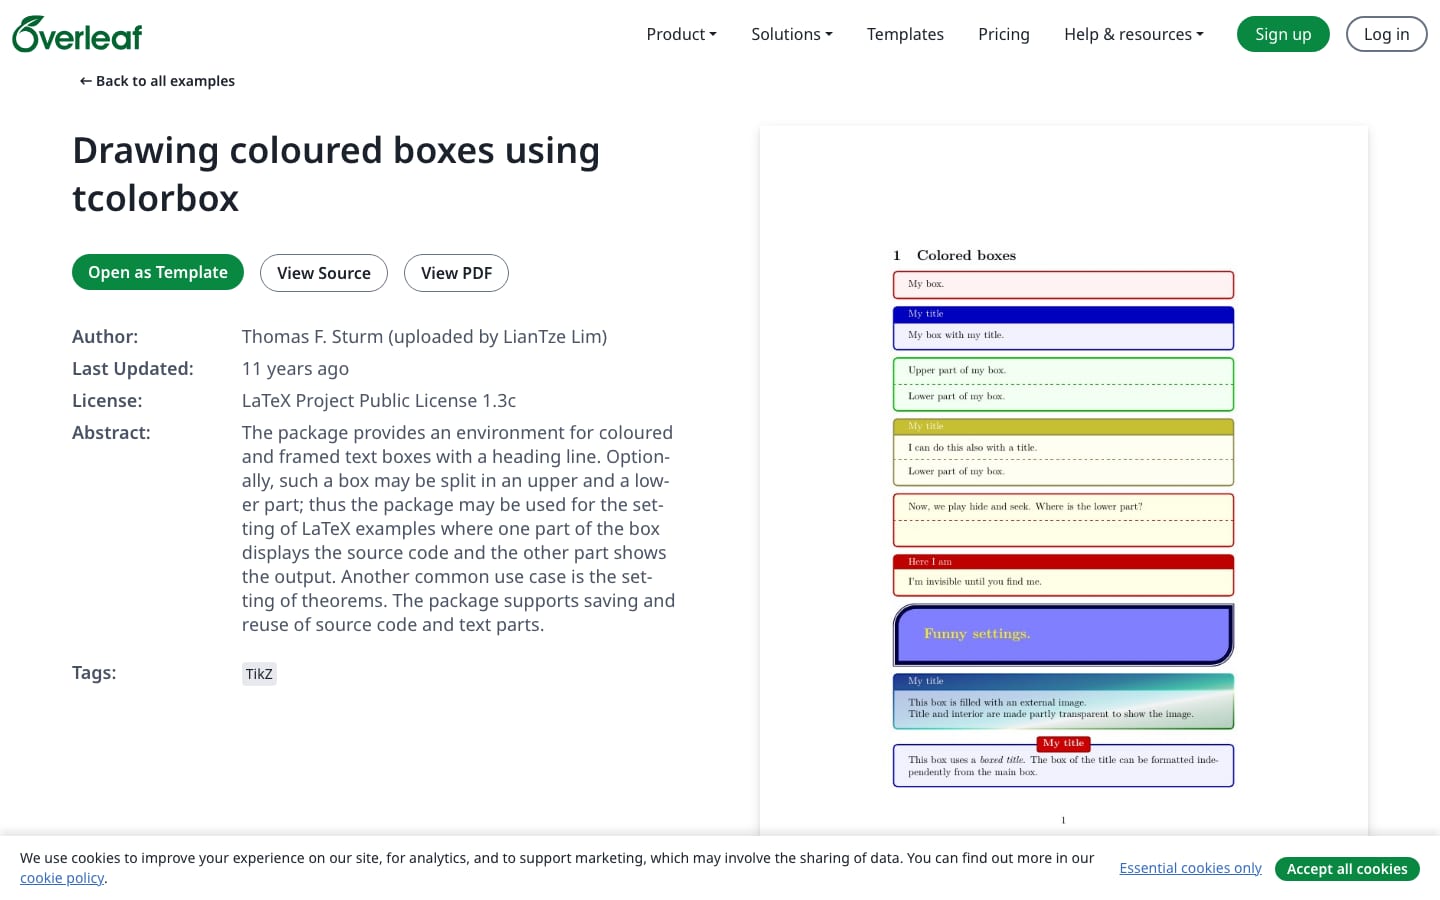 Overleaf
Product
Solutions
Templates
Pricing
Help & resources
Sign up
Log in
Back to all examples
Drawing coloured boxes using
tcolorbox
Open as Template
View Source
View PDF
Author:
Thomas F. Sturm (uploaded by LianTze Lim)
Last Updated:
11 years ago
License:
LaTeX Project Public License 1.3c
Abstract:
The package provides an environment for coloured
and framed text boxes with a heading line. Option-
ally, such a box may be split in an upper and a low-
er part; thus the package may be used for the set-
ting of LaTeX examples where one part of the box
displays the source code and the other part shows
the output. Another common use case is the set-
ting of theorems. The package supports saving and
reuse of source code and text parts.
Tags:
TikZ
1 Colored boxes
My box.
My title
My box with my title.
Upper part of my box.
Lower part of my box.
My title
I can do this also with a title.
Lower part of my box.
Now, we play hide and seek. Where is the lower part?
Here I am
I'm invisible until you find me.
Funny settings.
My title
This box is filled with an external image.
Title and interior are made partly transparent to show the image.
My title
This box uses a boxed title. The box of the title can be formatted inde-
pendently from the main box.
1
We use cookies to improve your experience on our site, for analytics, and to support marketing, which may involve the sharing of data. You can find out more in our
cookie policy.
Essential cookies only
Accept all cookies